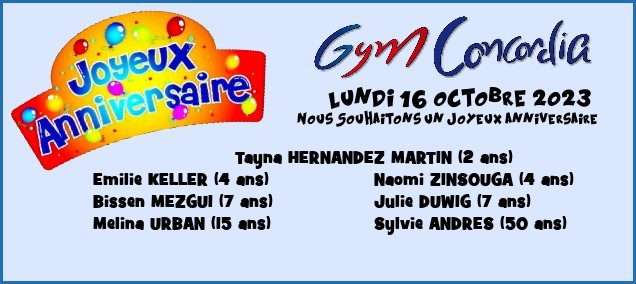 Joyeux
Anniversaire
Gym Concordia
LUNDI 16 OCTOBRE 2023
NOUS SOUHAITONS UN JOYEUX ANNIVERSAIRE
Tayna HERNANDEZ MARTIN (2 ans)
Emilie KELLER (4 ans) Naomi ZINSOUGA (4 ans)
Bissen MEZGUI (7 ans) Julie DUWIG (7 ans)
Melina URBAN (15 ans) Sylvie ANDRES (50 ans)